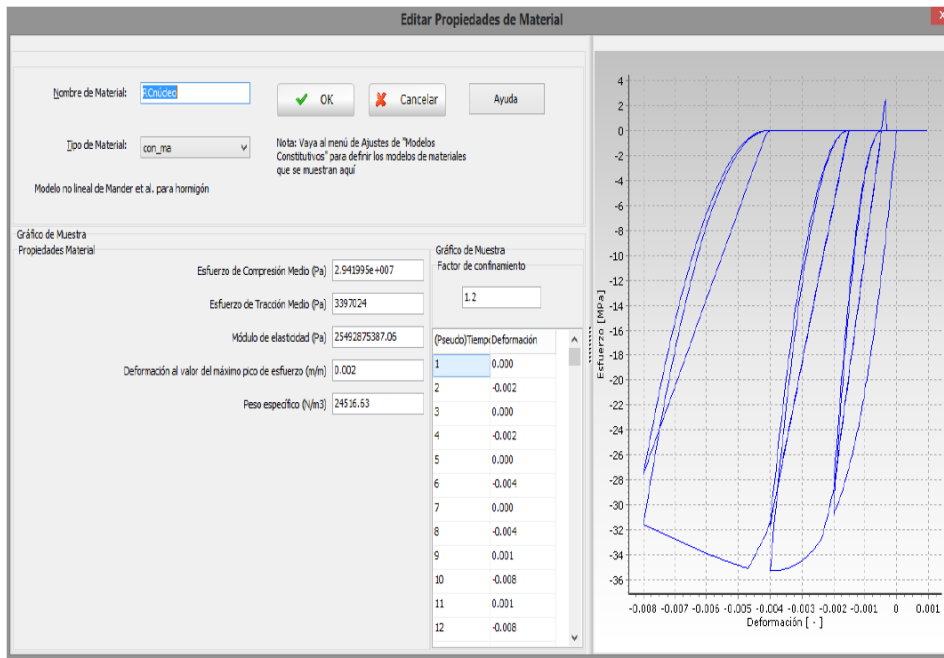 Editar Propiedades de Material
x
Nombre de Material:
RCnúcleo
OK
Cancelar
Ayuda
Tipo de Material:
con_ma
Nota: Vaya al menú de Ajustes de "Modelos
Constitutivos" para definir los modelos de materiales
que se muestran aquí
Modelo no lineal de Mander et al. para hormigón
Gráfico de Muestra
Propiedades Material
Esfuerzo de Compresión Medio (Pa) 2.941995e+007
Esfuerzo de Tracción Medio (Pa) 3397024
Módulo de elasticidad (Pa) 25492875387.06
Deformación al valor del máximo pico de esfuerzo (m/m) 0.002
Peso específico (N/m3) 24516.63
Gráfico de Muestra
Factor de confinamiento
1.2
(Pseudo)Tiempo Deformación
1 0.000
2 -0.002
3 0.000
4 -0.002
5 0.000
6 -0.004
7 0.000
8 -0.004
9 0.001
10 -0.008
11 0.001
12 -0.008
Esfuerzo [MPa]
4
2
0
-2
-4
-6
-8
-10
-12
-14
-16
-18
-20
-22
-24
-26
-28
-30
-32
-34
-36
-0.008 -0.007 -0.006 -0.005 -0.004 -0.003 -0.002 -0.001 0 0.001
Deformación [ - ]